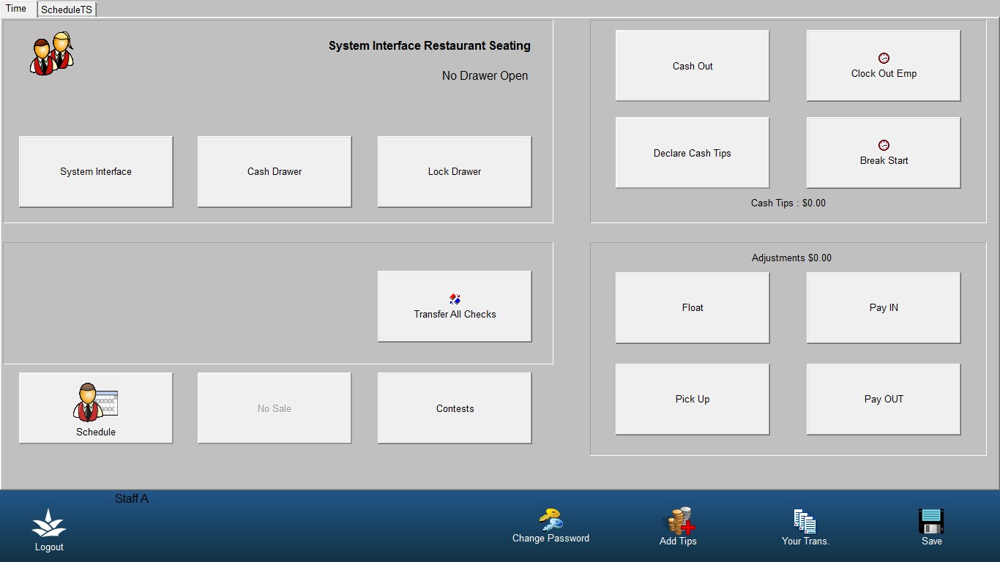 Time
ScheduleTS
System Interface Restaurant Seating
No Drawer Open
System Interface
Cash Drawer
Lock Drawer
Cash Out
Clock Out Emp
Declare Cash Tips
Break Start
Cash Tips : $0.00
Transfer All Checks
Adjustments $0.00
Float
Pay IN
Pick Up
Pay OUT
Schedule
No Sale
Contests
Staff A
Logout
Change Password
Add Tips
Your Trans.
Save